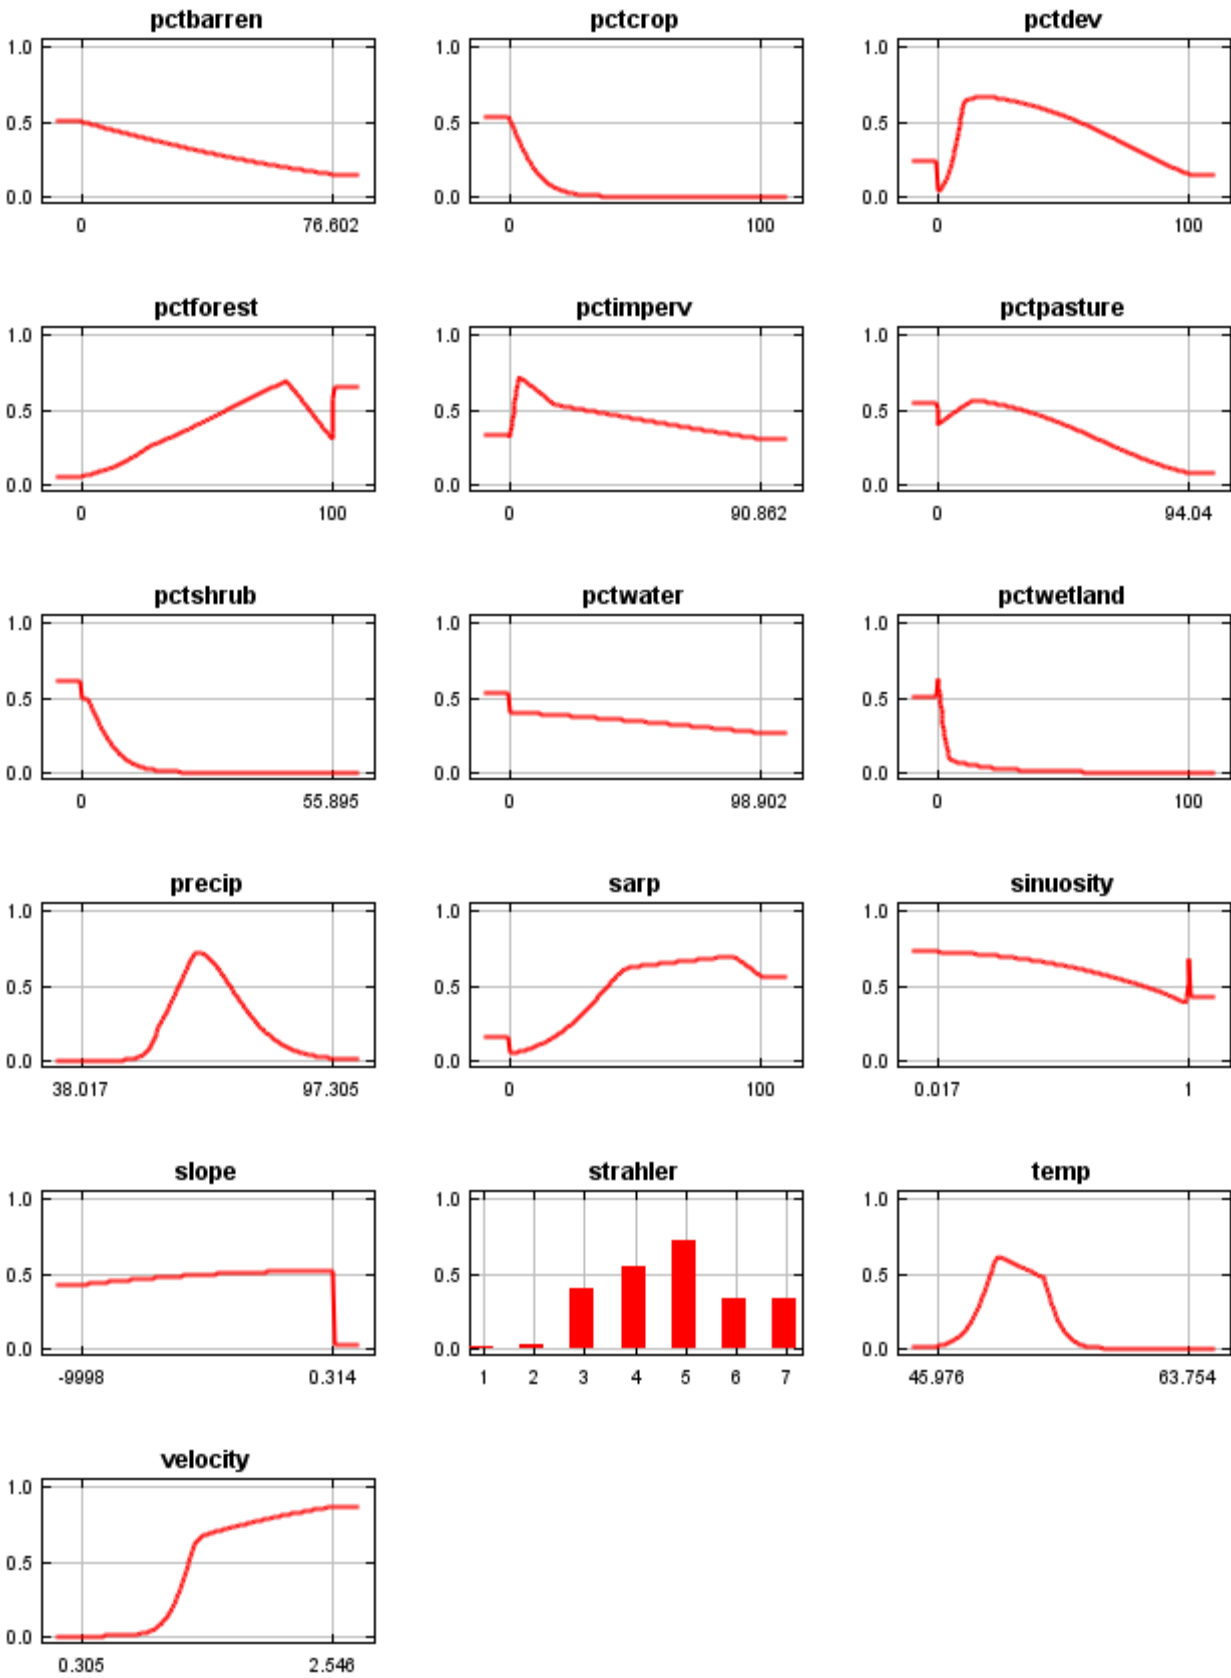 pctbarren pctcrop pctdev
1.0 1.0 1.0
0.5 0.5 0.5
0.0 0.0 0.0
0 76.602 0 100 0 100
pctforest pctimperv pctpasture
1.0 1.0 1.0
0.5 0.5 0.5
0.0 0.0 0.0
0 100 0 90.862 0 94.04
pctshrub pctwater pctwetland
1.0 1.0 1.0
0.5 0.5 0.5
0.0 0.0 0.0
0 55.895 0 98.902 0 100
precip sarp sinuosity
1.0 1.0 1.0
0.5 0.5 0.5
0.0 0.0 0.0
38.017 97.305 0 100 0.017 1
slope strahler temp
1.0 1.0 1.0
0.5 0.5 0.5
0.0 0.0 0.0
-9998 0.314 1 2 3 4 5 6 7 45.976 63.754
velocity
1.0
0.5
0.0
0.305 2.546